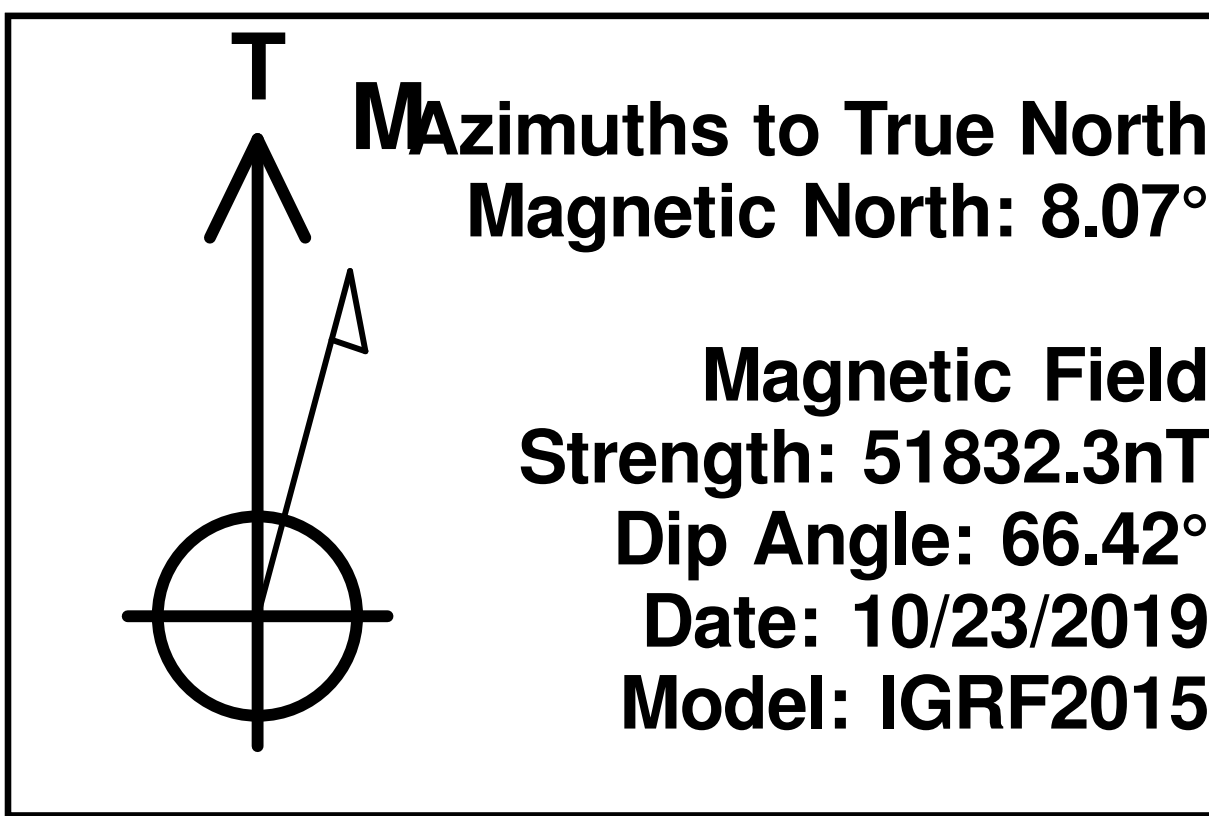 T
M
Azimuths to True North
Magnetic North: 8.07°
Magnetic Field
Strength: 51832.3nT
Dip Angle: 66.42°
Date: 10/23/2019
Model: IGRF2015